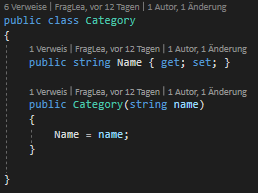 6 Verweise | FragLea, vor 12 Tagen | 1 Autor, 1 Änderung
public class Category
{
1 Verweis | FragLea, vor 12 Tagen | 1 Autor, 1 Änderung
public string Name { get; set; }
1 Verweis | FragLea, vor 12 Tagen | 1 Autor, 1 Änderung
public Category(string name)
{
Name = name;
}
}